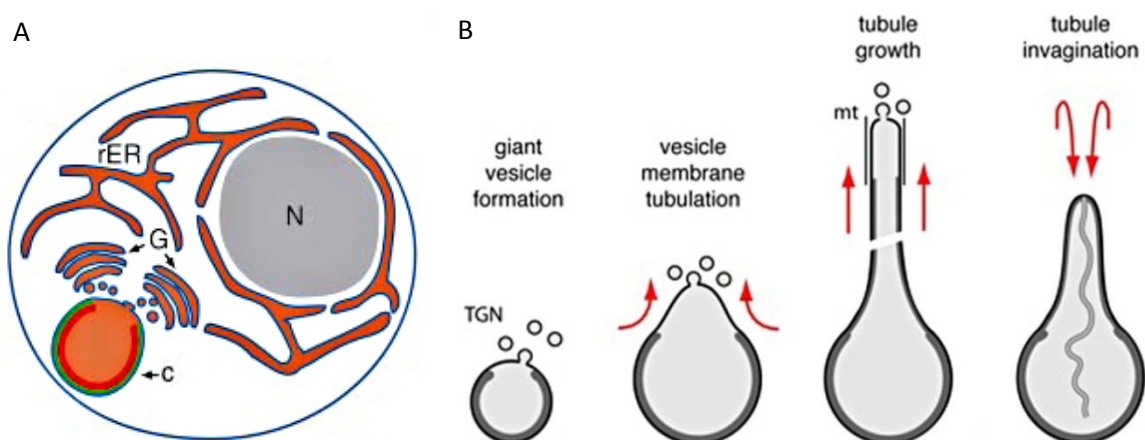 A
rER
N
G
c
B
giant
vesicle
formation
TGN
vesicle
membrane
tubulation
tubule
growth
mt
tubule
invagination